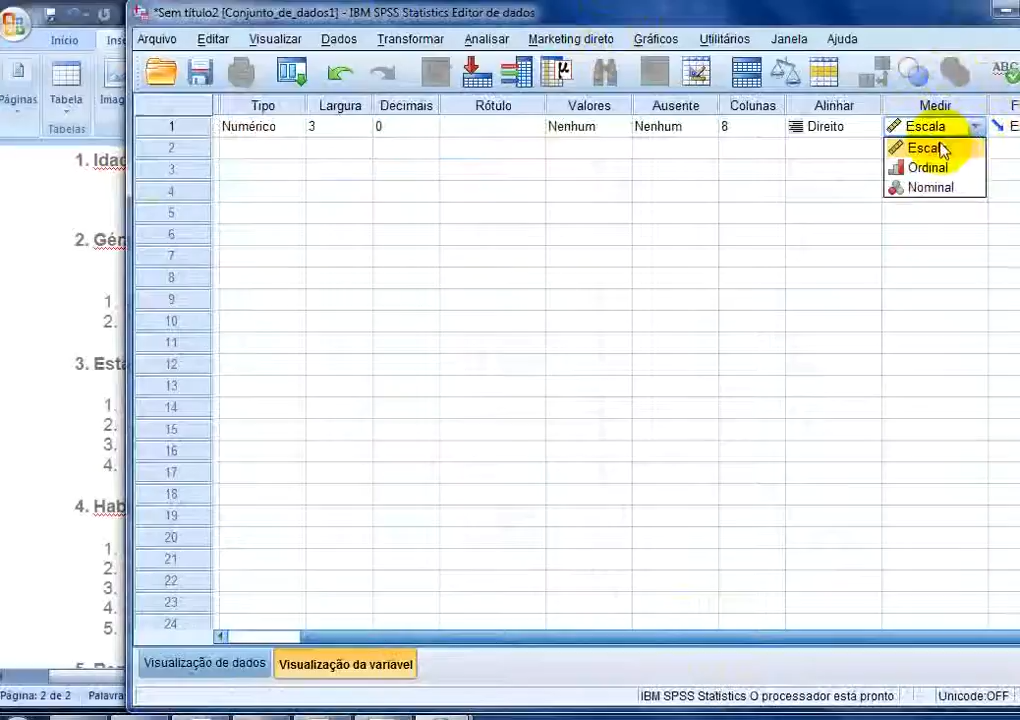 *Sem título2 [Conjunto_de_dados1] - IBM SPSS Statistics Editor de dados
Início
Arquivo Editar Visualizar Dados Transformar Analisar Marketing direto Gráficos Utilitários Janela Ajuda
Tabela
Tabelas
Tipo Largura Decimais Rótulo Valores Ausente Colunas Alinhar Medir
1 Numérico 3 0 Nenhum Nenhum 8 Direito Escala
2 Escala
3 Ordinal
4 Nominal
5
6
7
8
9
10
11
12
13
14
15
16
17
18
19
20
21
22
23
24
1. Idad
2. Gén
1.
2.
3. Esta
1.
2.
3.
4.
4. Hab
1.
2.
3.
4.
5.
Visualização de dados Visualização da variável
Página: 2 de 2
IBM SPSS Statistics O processador está pronto Unicode:OFF